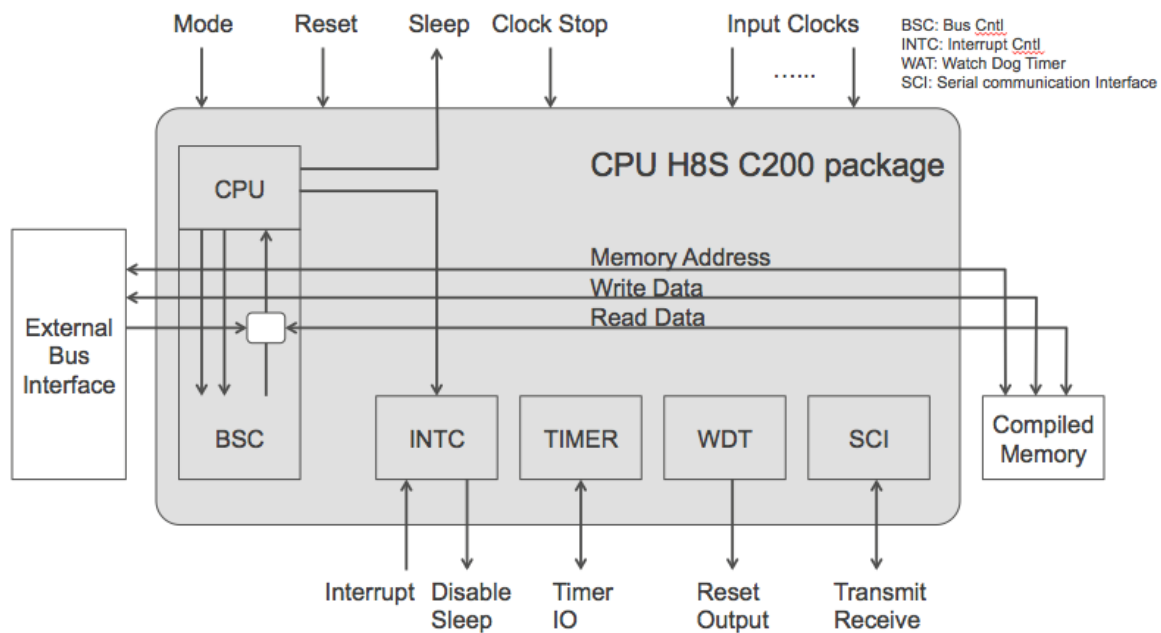 Mode
Reset
Sleep
Clock Stop
Input Clocks
…...
BSC: Bus Cntl
INTC: Interrupt Cntl
WAT: Watch Dog Timer
SCI: Serial communication Interface
CPU H8S C200 package
CPU
Memory Address
Write Data
Read Data
External
Bus
Interface
BSC
INTC
TIMER
WDT
SCI
Compiled
Memory
Interrupt
Disable
Sleep
Timer
IO
Reset
Output
Transmit
Receive